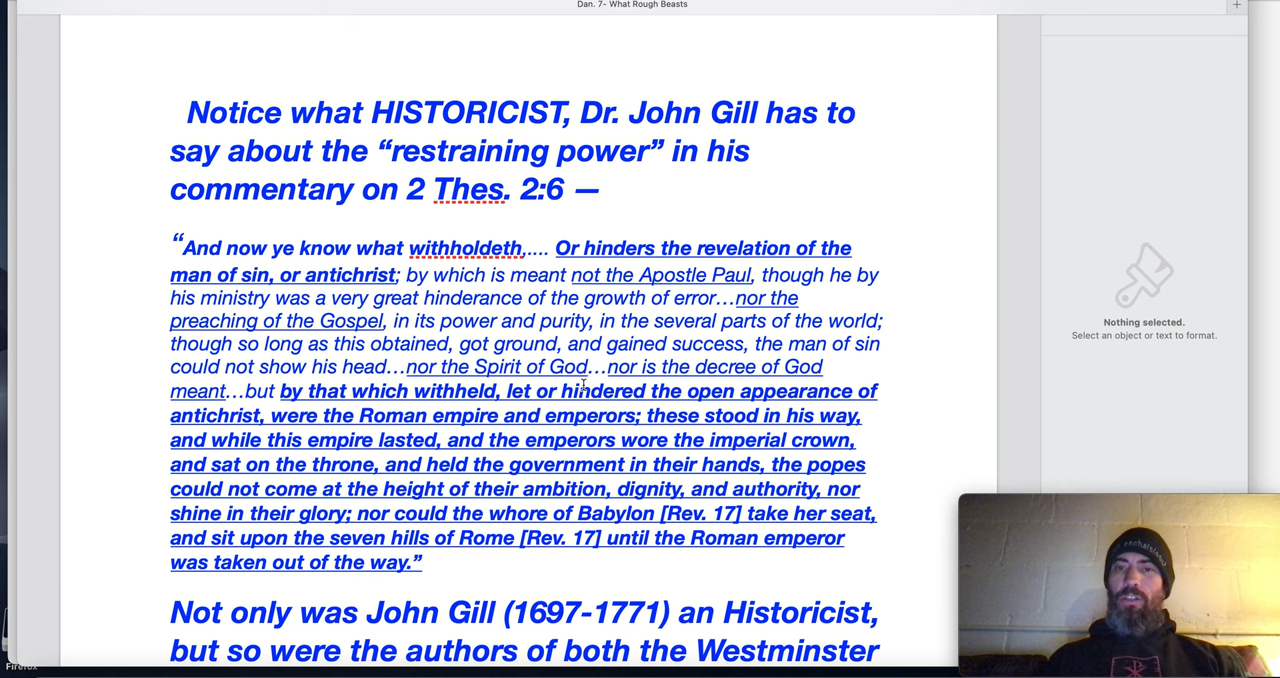 Dan. 7- What Rough Beasts
+
Notice what HISTORICIST, Dr. John Gill has to
say about the “restraining power” in his
commentary on 2 Thes. 2:6 —
“And now ye know what withholdeth,.... Or hinders the revelation of the
man of sin, or antichrist; by which is meant not the Apostle Paul, though he by
his ministry was a very great hinderance of the growth of error…nor the
preaching of the Gospel, in its power and purity, in the several parts of the world;
though so long as this obtained, got ground, and gained success, the man of sin
could not show his head…nor the Spirit of God…nor is the decree of God
meant…but by that which withheld, let or hindered the open appearance of
antichrist, were the Roman empire and emperors; these stood in his way,
and while this empire lasted, and the emperors wore the imperial crown,
and sat on the throne, and held the government in their hands, the popes
could not come at the height of their ambition, dignity, and authority, nor
shine in their glory; nor could the whore of Babylon [Rev. 17] take her seat,
and sit upon the seven hills of Rome [Rev. 17] until the Roman emperor
was taken out of the way.”
Not only was John Gill (1697-1771) an Historicist,
but so were the authors of both the Westminster
Nothing selected.
Select an object or text to format.
Firefox